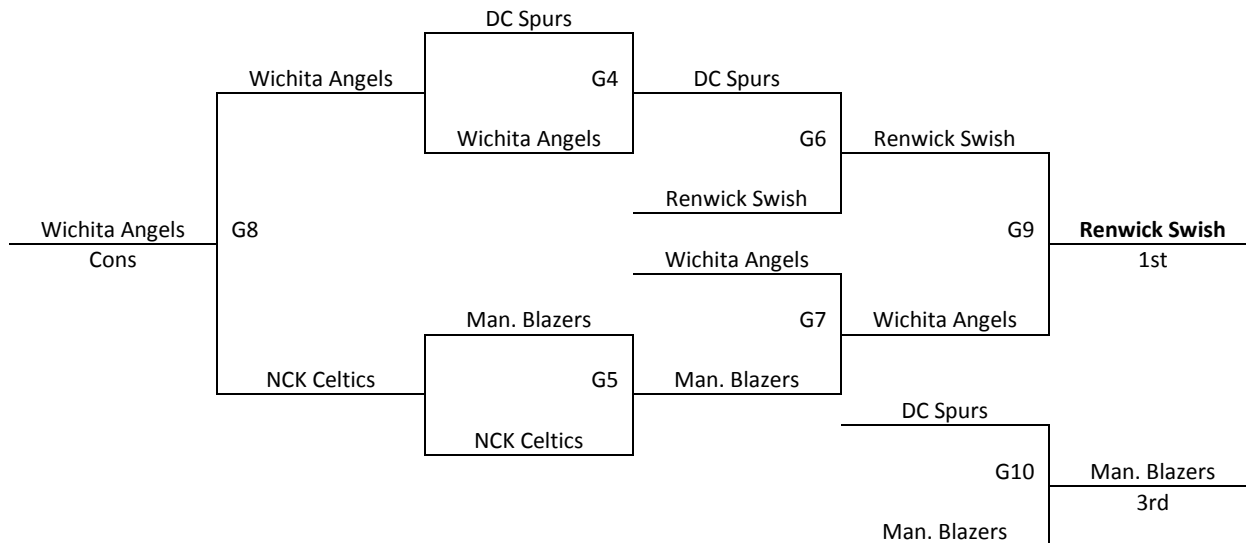 DC Spurs
Wichita Angels G4 DC Spurs
Wichita Angels G6 Renwick Swish
Renwick Swish
Wichita Angels G8 G9 Renwick Swish
Cons Wichita Angels 1st
Man. Blazers G7 Wichita Angels
NCK Celtics G5 Man. Blazers
DC Spurs
NCK Celtics
G10 Man. Blazers
3rd
Man. Blazers